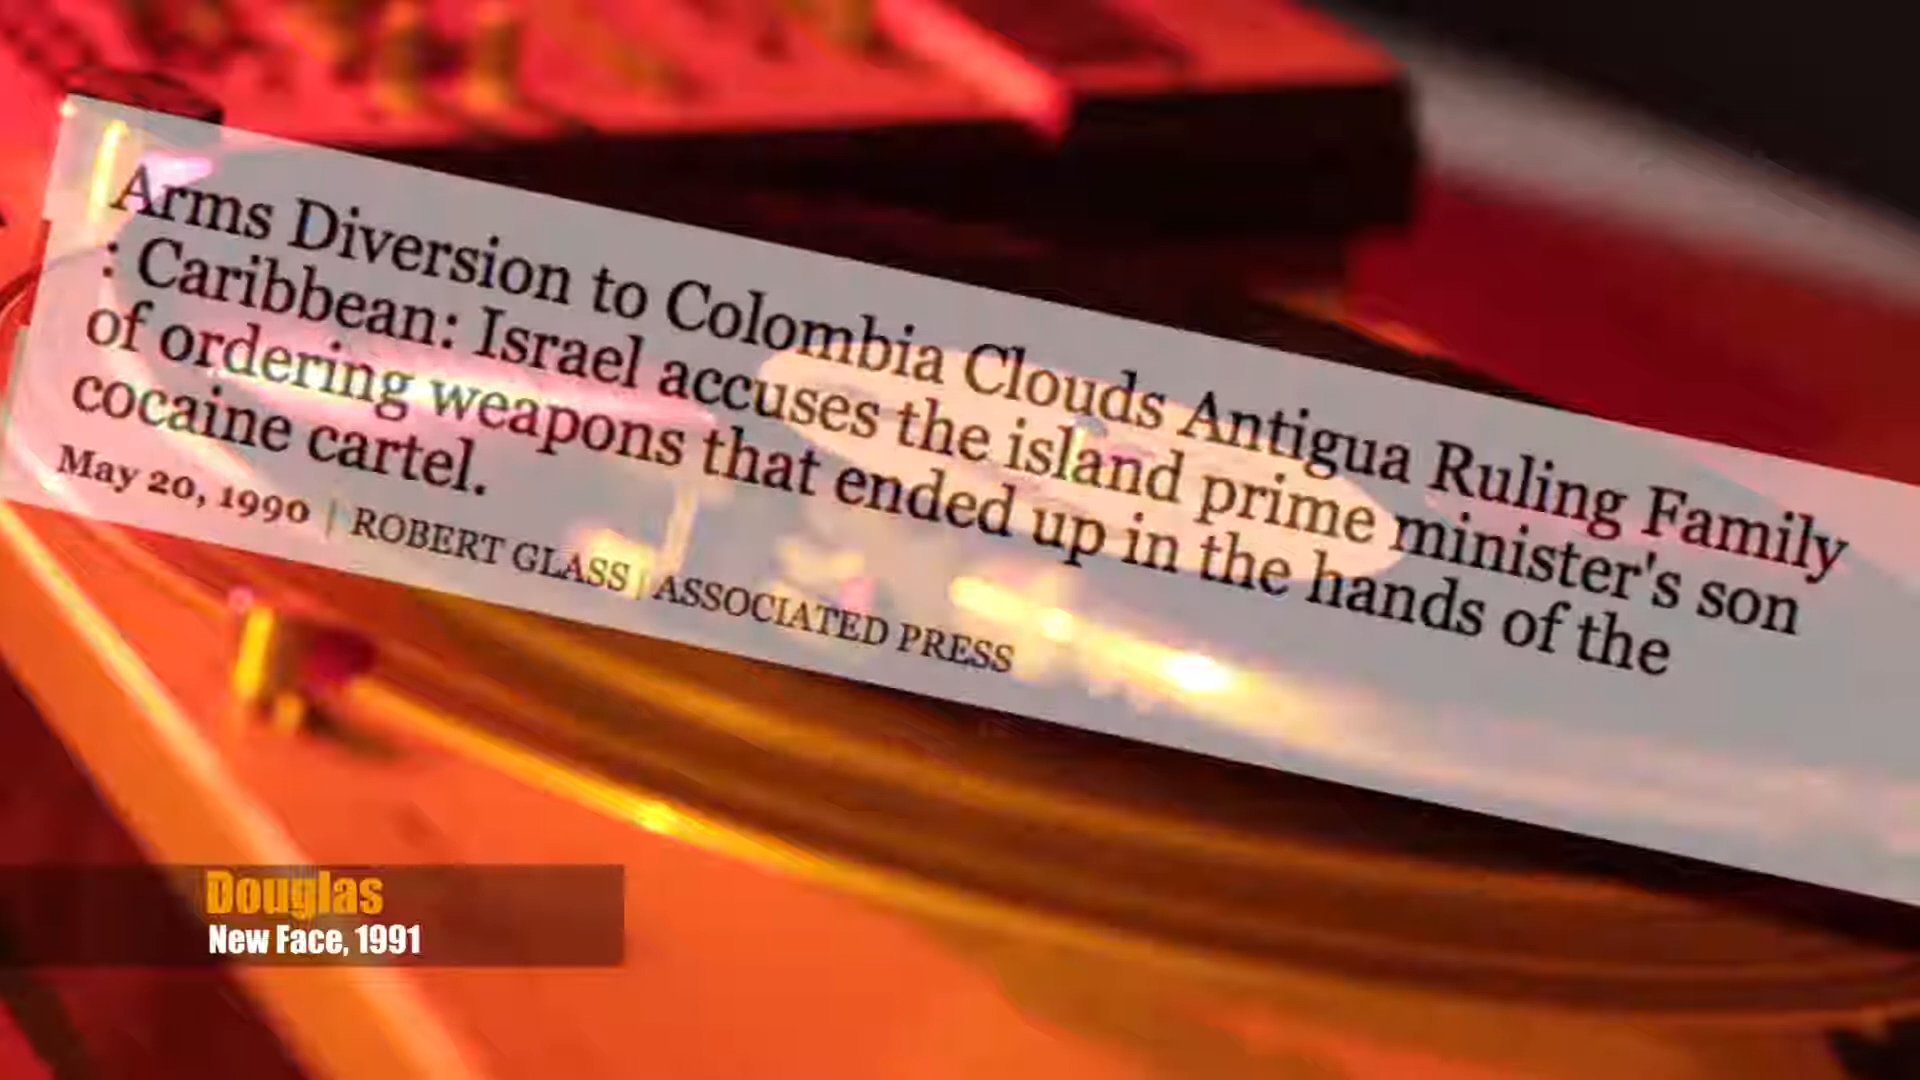 Arms Diversion to Colombia Clouds Antigua Ruling Family
: Caribbean: Israel accuses the island prime minister's son
of ordering weapons that ended up in the hands of the
cocaine cartel.
May 20, 1990 | ROBERT GLASS | ASSOCIATED PRESS
Douglas
New Face, 1991